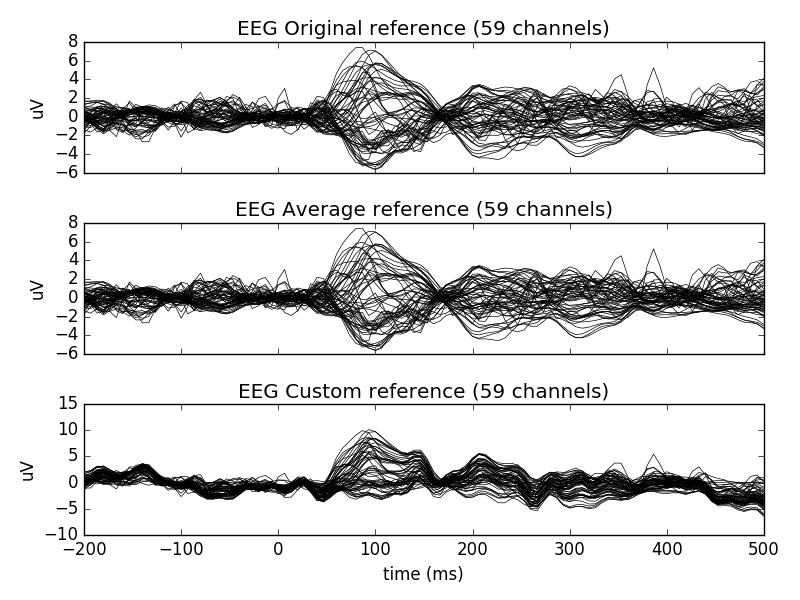 EEG Original reference (59 channels)
8
6
4
2
0
−2
−4
−6
uV
EEG Average reference (59 channels)
8
6
4
2
0
−2
−4
−6
uV
EEG Custom reference (59 channels)
15
10
5
0
−5
−10
uV
−200 −100 0 100 200 300 400 500
time (ms)